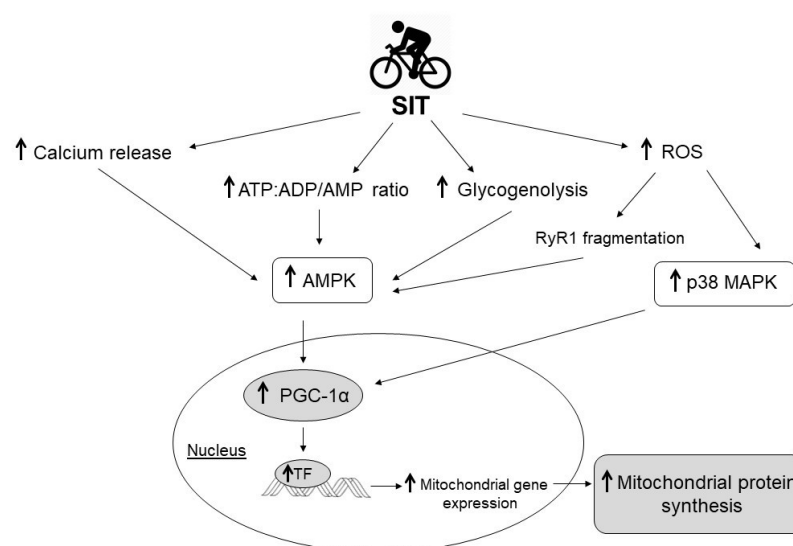 SIT
↑ Calcium release
↑ ROS
↑ ATP:ADP/AMP ratio
↑ Glycogenolysis
RyR1 fragmentation
↑ AMPK
↑ p38 MAPK
↑ PGC-1α
Nucleus
↑TF
↑ Mitochondrial gene
expression
↑ Mitochondrial protein
synthesis